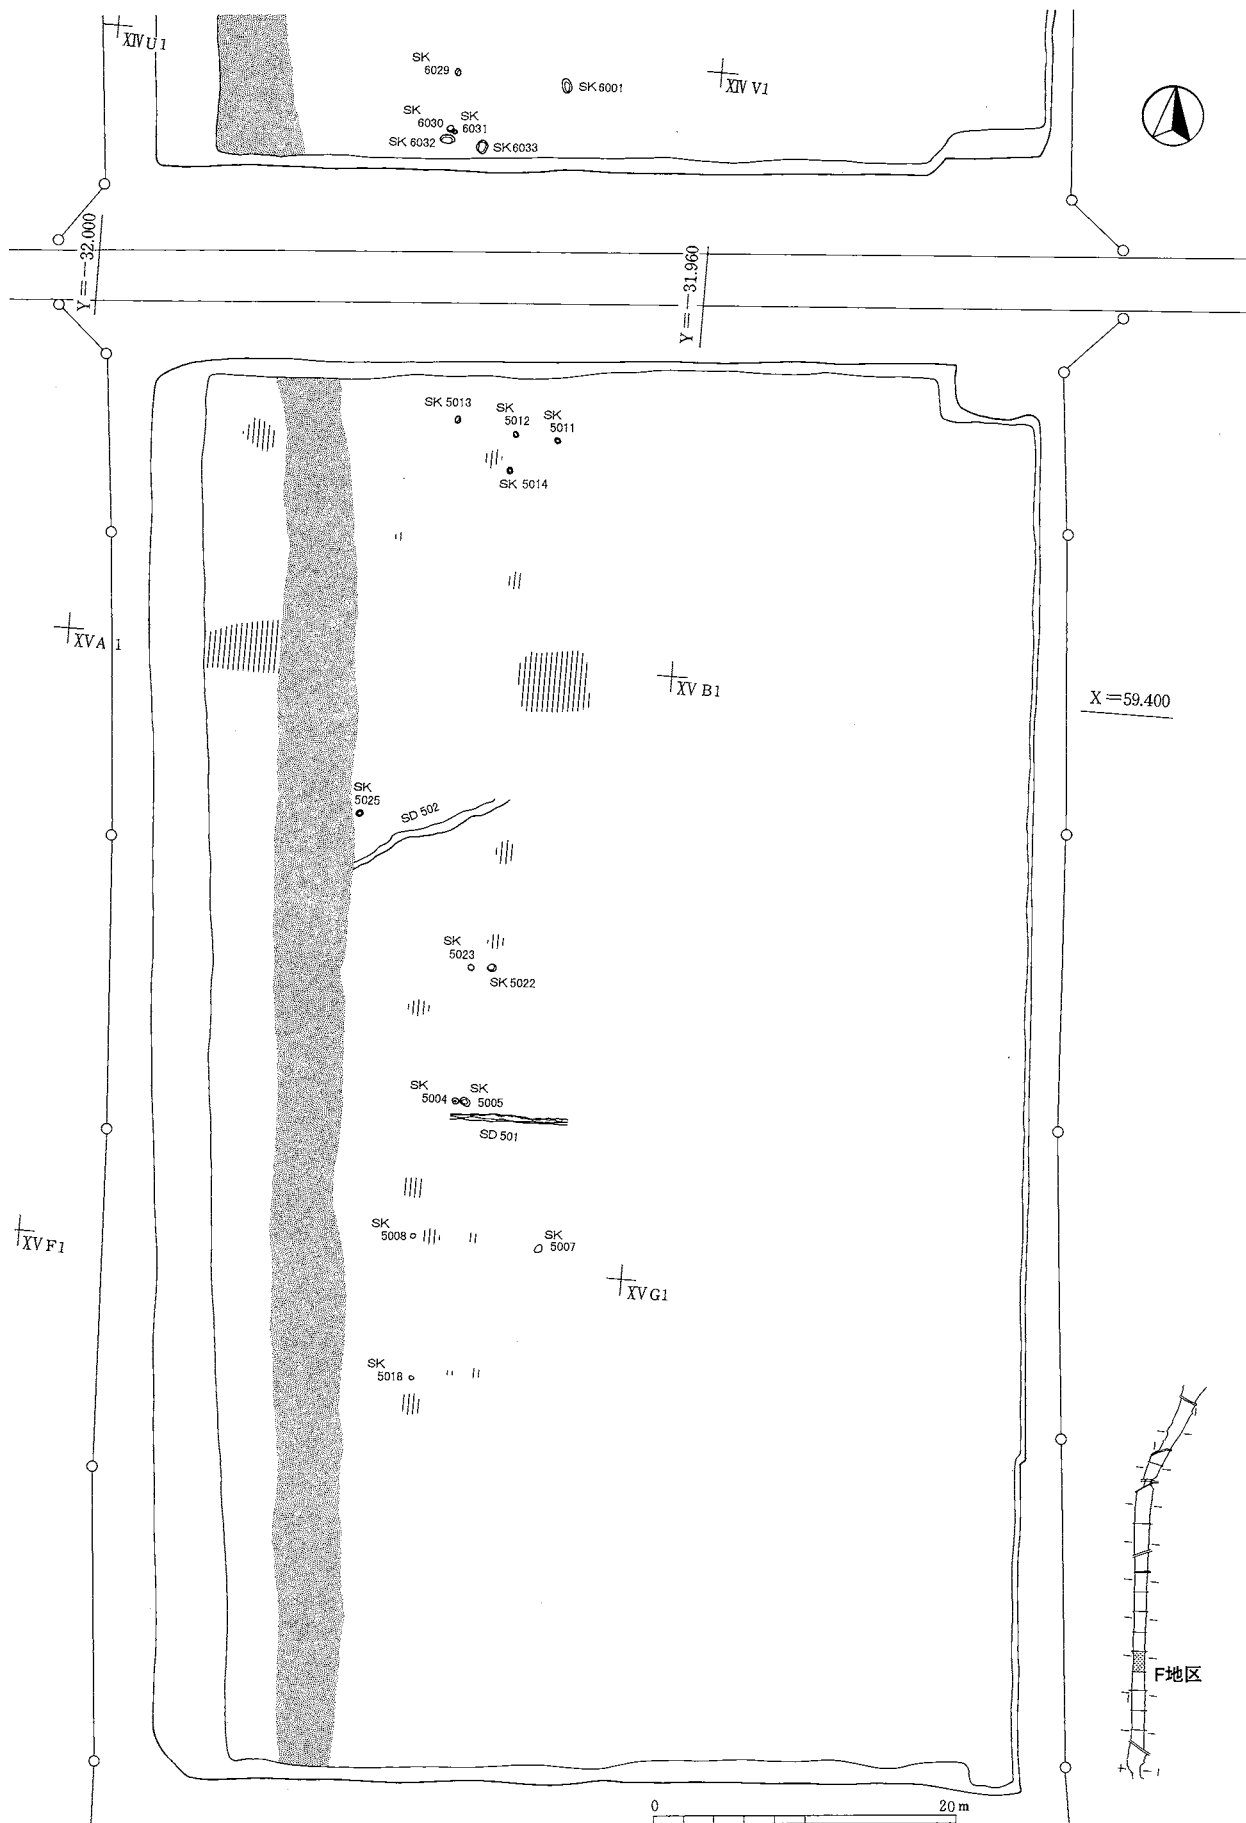 XIV U1
SK
6029
SK 6001
XIV V1
SK
6030
SK
6031
SK 6032
SK 6033
Y=−32.000
Y=−31.960
SK 5013
SK
5012
SK
5011
SK 5014
XV A 1
XV B1
X=59.400
SK
5025
SD 502
SK
5023
SK 5022
SK
5004
SK
5005
SD 501
SK
5008
SK
5007
XV F1
XV G1
SK
5018
F地区
0 20m